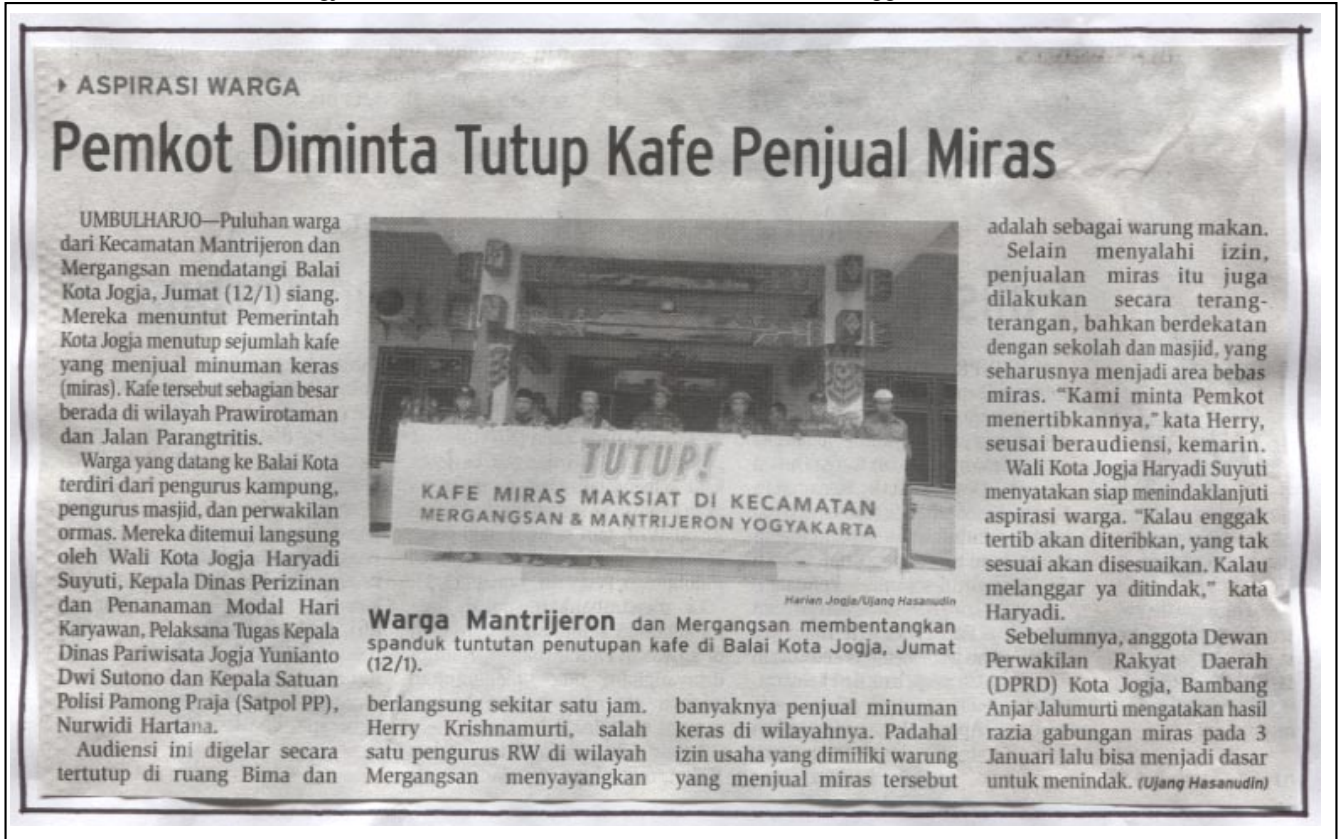 ▸ ASPIRASI WARGA
Pemkot Diminta Tutup Kafe Penjual Miras
UMBULHARJO—Puluhan warga
dari Kecamatan Mantrijeron dan
Mergangsan mendatangi Balai
Kota Jogja, Jumat (12/1) siang.
Mereka menuntut Pemerintah
Kota Jogja menutup sejumlah kafe
yang menjual minuman keras
(miras). Kafe tersebut sebagian besar
berada di wilayah Prawirotaman
dan Jalan Parangtritis.
Warga yang datang ke Balai Kota
terdiri dari pengurus kampung,
pengurus masjid, dan perwakilan
ormas. Mereka ditemui langsung
oleh Wali Kota Jogja Haryadi
Suyuti, Kepala Dinas Perizinan
dan Penanaman Modal Hari
Karyawan, Pelaksana Tugas Kepala
Dinas Pariwisata Jogja Yunianto
Dwi Sutono dan Kepala Satuan
Polisi Pamong Praja (Satpol PP),
Nurwidi Hartana.
Audiensi ini digelar secara
tertutup di ruang Bima dan
TUTUP!
KAFE MIRAS MAKSIAT DI KECAMATAN
MERGANGSAN & MANTRIJERON YOGYAKARTA
Harian Jogja/Ujang Hasanudin
Warga Mantrijeron dan Mergangsan membentangkan
spanduk tuntutan penutupan kafe di Balai Kota Jogja, Jumat
(12/1).
berlangsung sekitar satu jam.
Herry Krishnamurti, salah
satu pengurus RW di wilayah
Mergangsan menyayangkan
banyaknya penjual minuman
keras di wilayahnya. Padahal
izin usaha yang dimiliki warung
yang menjual miras tersebut
adalah sebagai warung makan.
Selain menyalahi izin,
penjualan miras itu juga
dilakukan secara terang-
terangan, bahkan berdekatan
dengan sekolah dan masjid, yang
seharusnya menjadi area bebas
miras. “Kami minta Pemkot
menertibkannya,” kata Herry,
seusai beraudiensi, kemarin.
Wali Kota Jogja Haryadi Suyuti
menyatakan siap menindaklanjuti
aspirasi warga. “Kalau enggak
tertib akan diteribkan, yang tak
sesuai akan disesuaikan. Kalau
melanggar ya ditindak,” kata
Haryadi.
Sebelumnya, anggota Dewan
Perwakilan Rakyat Daerah
(DPRD) Kota Jogja, Bambang
Anjar Jalumurti mengatakan hasil
razia gabungan miras pada 3
Januari lalu bisa menjadi dasar
untuk menindak. (Ujang Hasanudin)